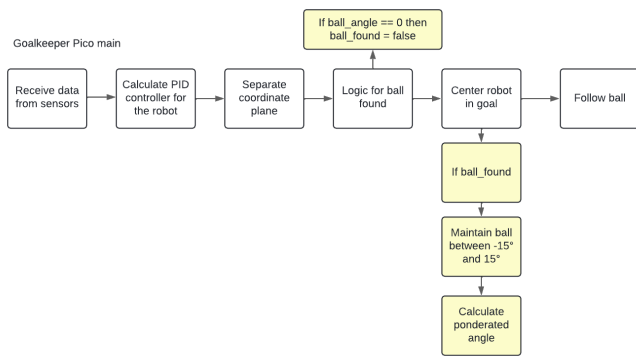 If ball_angle == 0 then
ball_found = false
Goalkeeper Pico main
Receive data
from sensors
Calculate PID
controller for
the robot
Separate
coordinate
plane
Logic for ball
found
Center robot
in goal
Follow ball
If ball_found
Maintain ball
between -15°
and 15°
Calculate
ponderated
angle